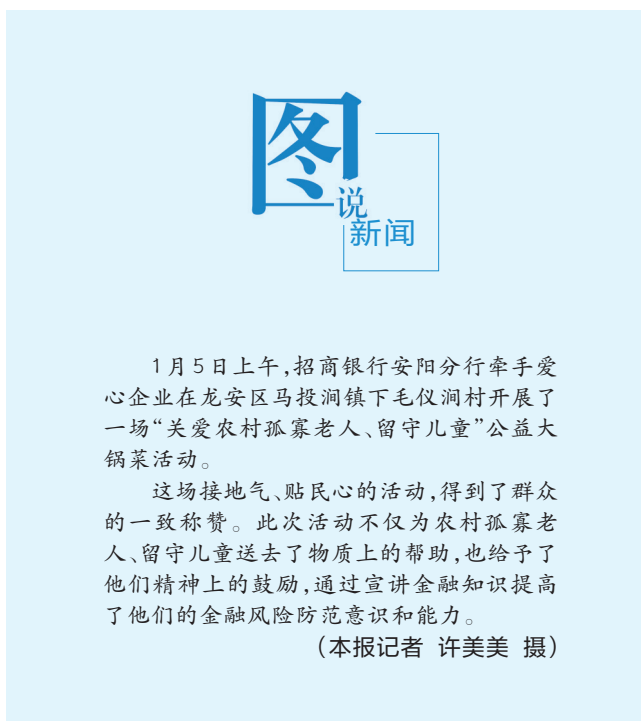 图
说
新闻
1月5日上午,招商银行安阳分行牵手爱
心企业在龙安区马投涧镇下毛仪涧村开展了
一场“关爱农村孤寡老人、留守儿童”公益大
锅菜活动。
这场接地气、贴民心的活动,得到了群众
的一致称赞。此次活动不仅为农村孤寡老
人、留守儿童送去了物质上的帮助,也给予了
他们精神上的鼓励,通过宣讲金融知识提高
了他们的金融风险防范意识和能力。
(本报记者 许美美 摄)